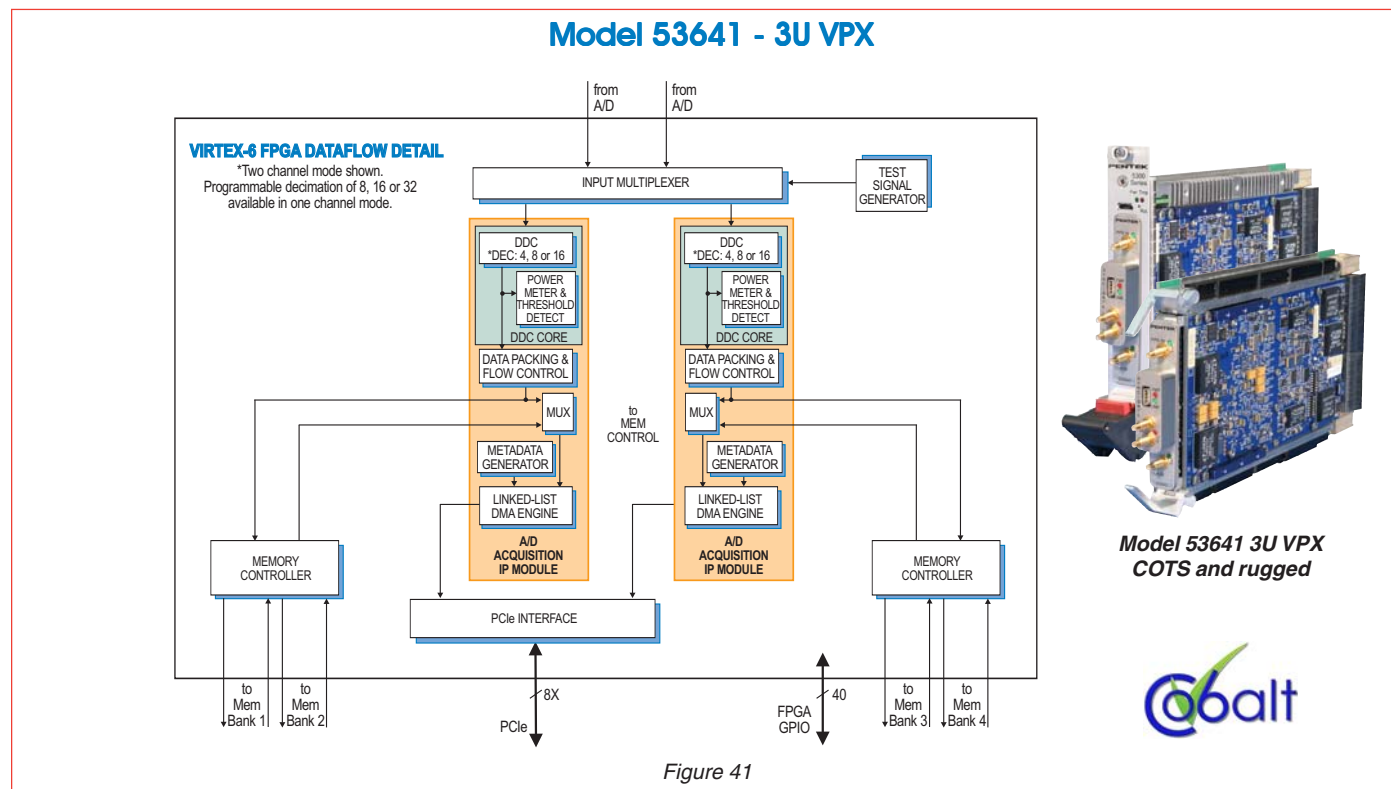 Model 53641 - 3U VPX
from
A/D
from
A/D
VIRTEX-6 FPGA DATAFLOW DETAIL
*Two channel mode shown.
Programmable decimation of 8, 16 or 32
available in one channel mode.
INPUT MULTIPLEXER
TEST
SIGNAL
GENERATOR
DDC
*DEC: 4, 8 or 16
POWER
METER &
THRESHOLD
DETECT
DDC CORE
DATA PACKING &
FLOW CONTROL
MUX
METADATA
GENERATOR
LINKED-LIST
DMA ENGINE
A/D
ACQUISITION
IP MODULE
to
MEM
CONTROL
DDC
*DEC: 4, 8 or 16
POWER
METER &
THRESHOLD
DETECT
DDC CORE
DATA PACKING &
FLOW CONTROL
MUX
METADATA
GENERATOR
LINKED-LIST
DMA ENGINE
A/D
ACQUISITION
IP MODULE
MEMORY
CONTROLLER
MEMORY
CONTROLLER
PCIe INTERFACE
to
Mem
Bank 1
to
Mem
Bank 2
8X
PCIe
40
FPGA
GPIO
to
Mem
Bank 3
to
Mem
Bank 4
PENTEK
5300
Series
PENTEK
PENTEK
Model 53641 3U VPX
COTS and rugged
Cobalt
Figure 41